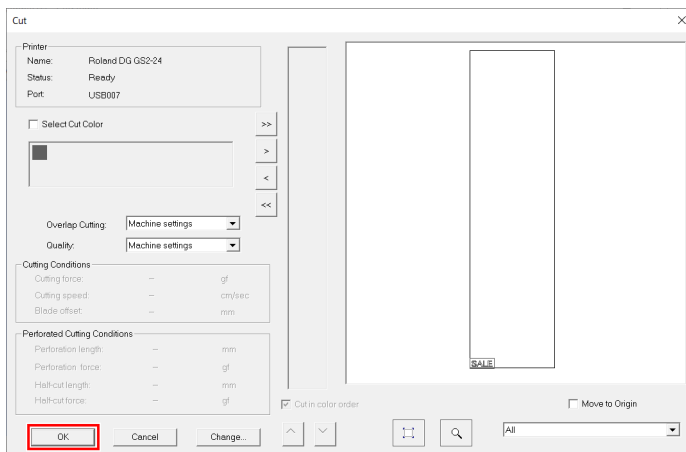 Cut
Printer
Name: Roland DG GS2-24
Status: Ready
Port: USB007
Select Cut Color
>>
>
<
<<
Overlap Cutting: Machine settings
Quality: Machine settings
Cutting Conditions
Cutting force: -- gf
Cutting speed: -- cm/sec
Blade offset: -- mm
Perforated Cutting Conditions
Perforation length: -- mm
Perforation force: -- gf
Half-cut length: -- mm
Half-cut force: -- gf
SALE
Cut in color order
Move to Origin
OK Cancel Change...
All